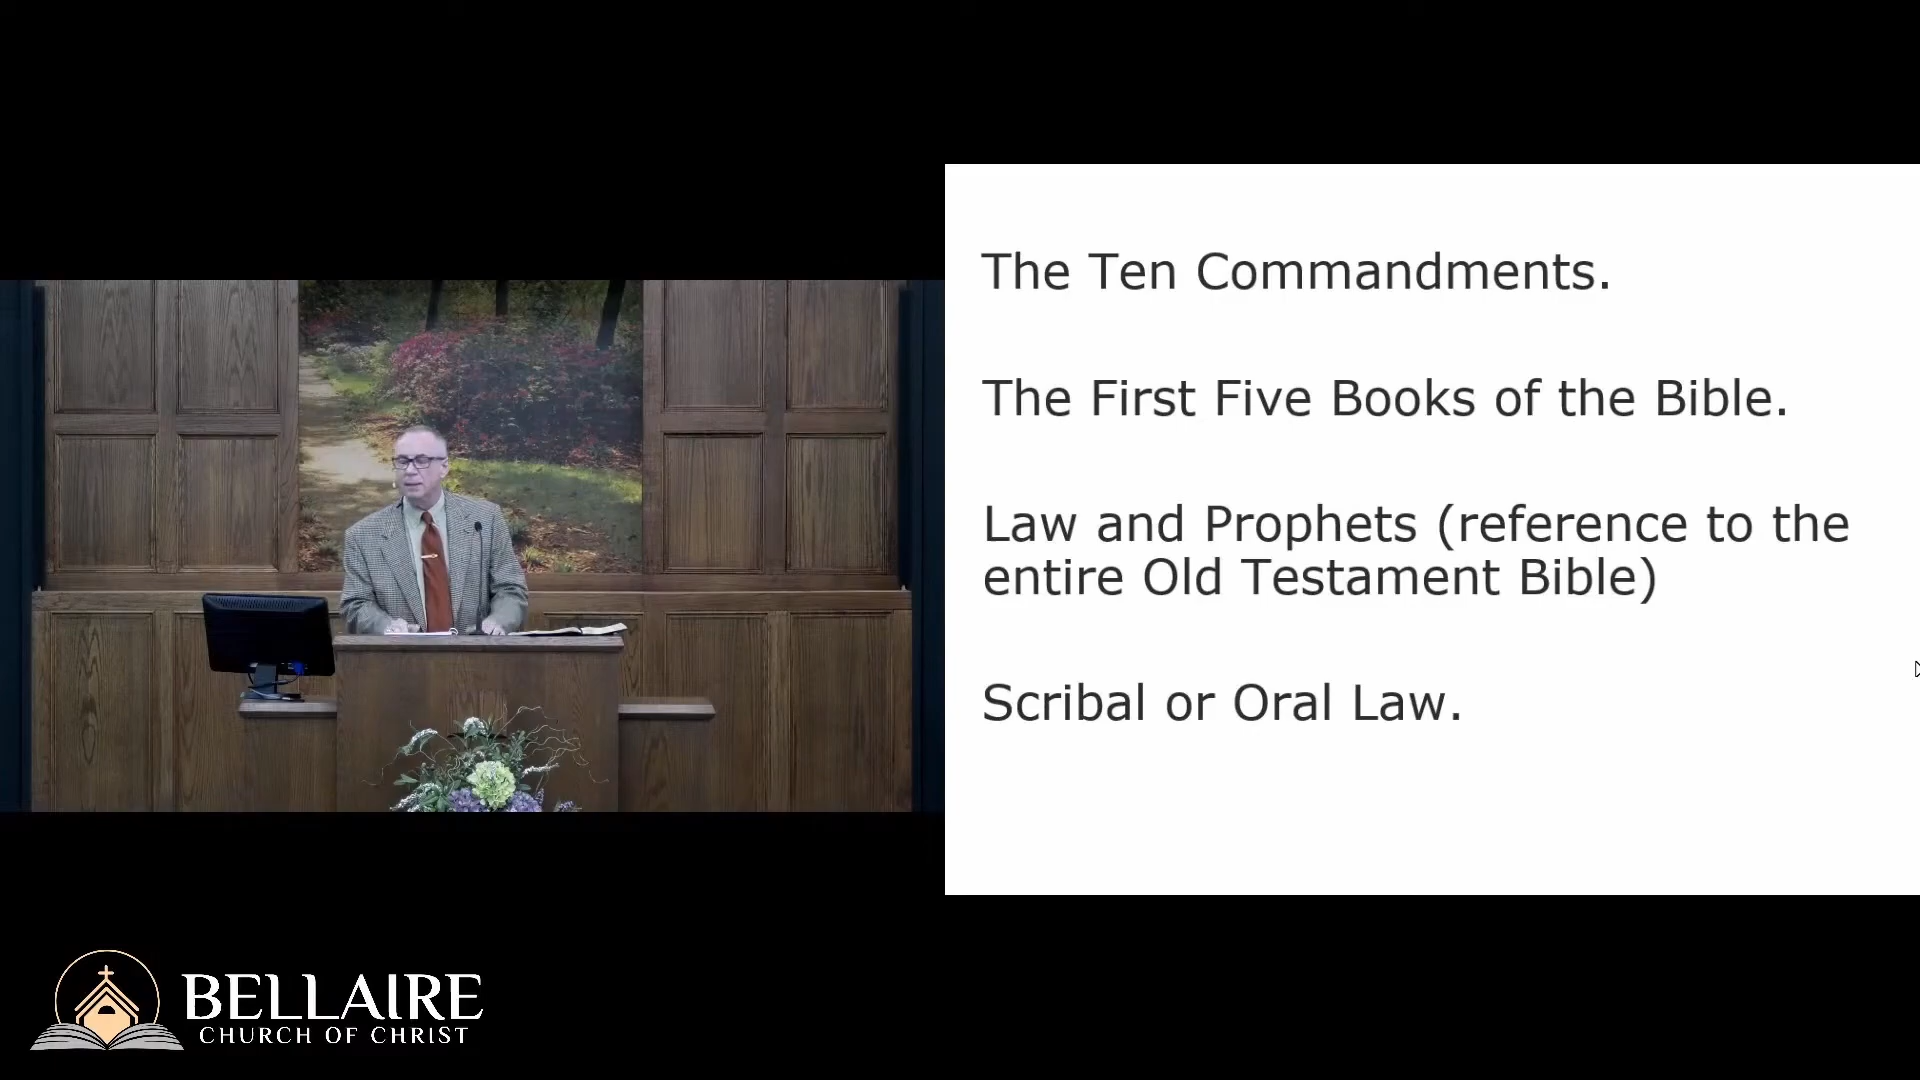 The Ten Commandments.
The First Five Books of the Bible.
Law and Prophets (reference to the
entire Old Testament Bible)
Scribal or Oral Law.
BELLAIRE
CHURCH OF CHRIST